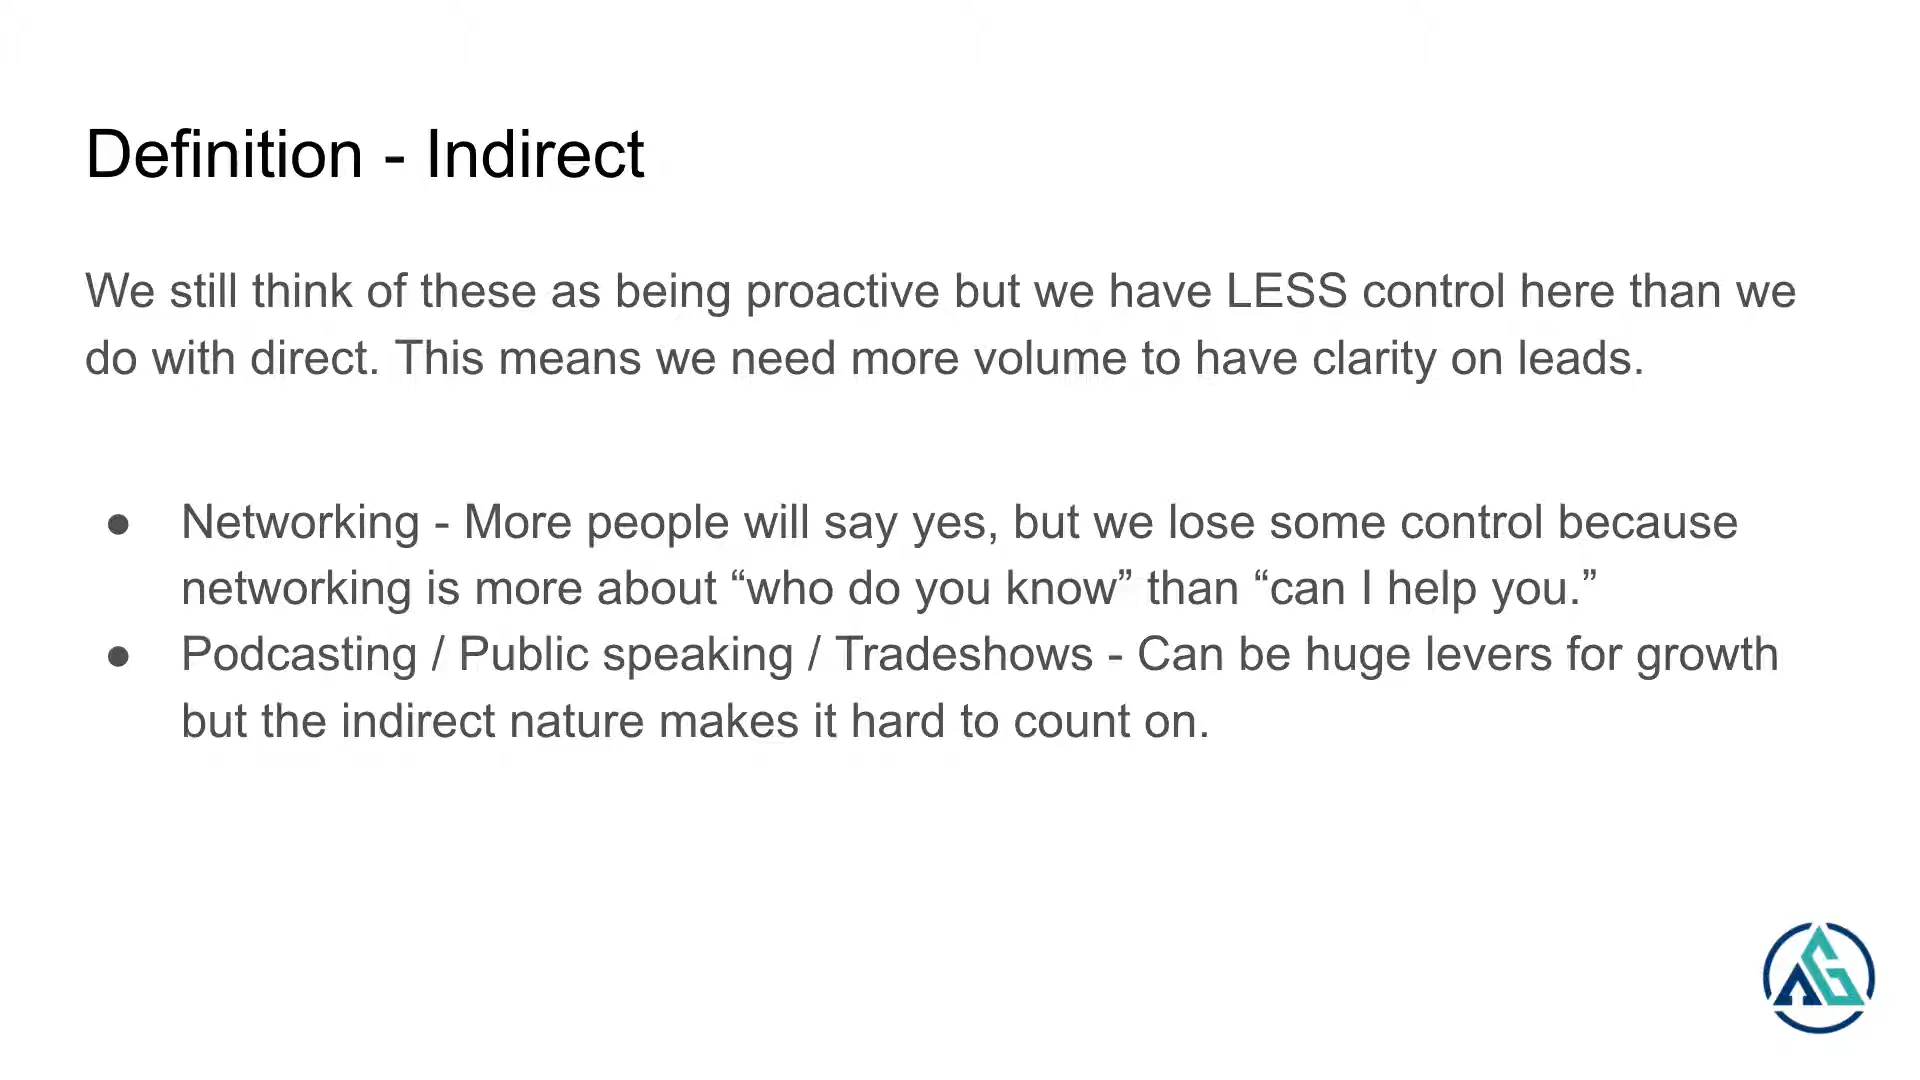 Definition - Indirect
We still think of these as being proactive but we have LESS control here than we
do with direct. This means we need more volume to have clarity on leads.
● Networking - More people will say yes, but we lose some control because
networking is more about “who do you know” than “can I help you.”
● Podcasting / Public speaking / Tradeshows - Can be huge levers for growth
but the indirect nature makes it hard to count on.
AG